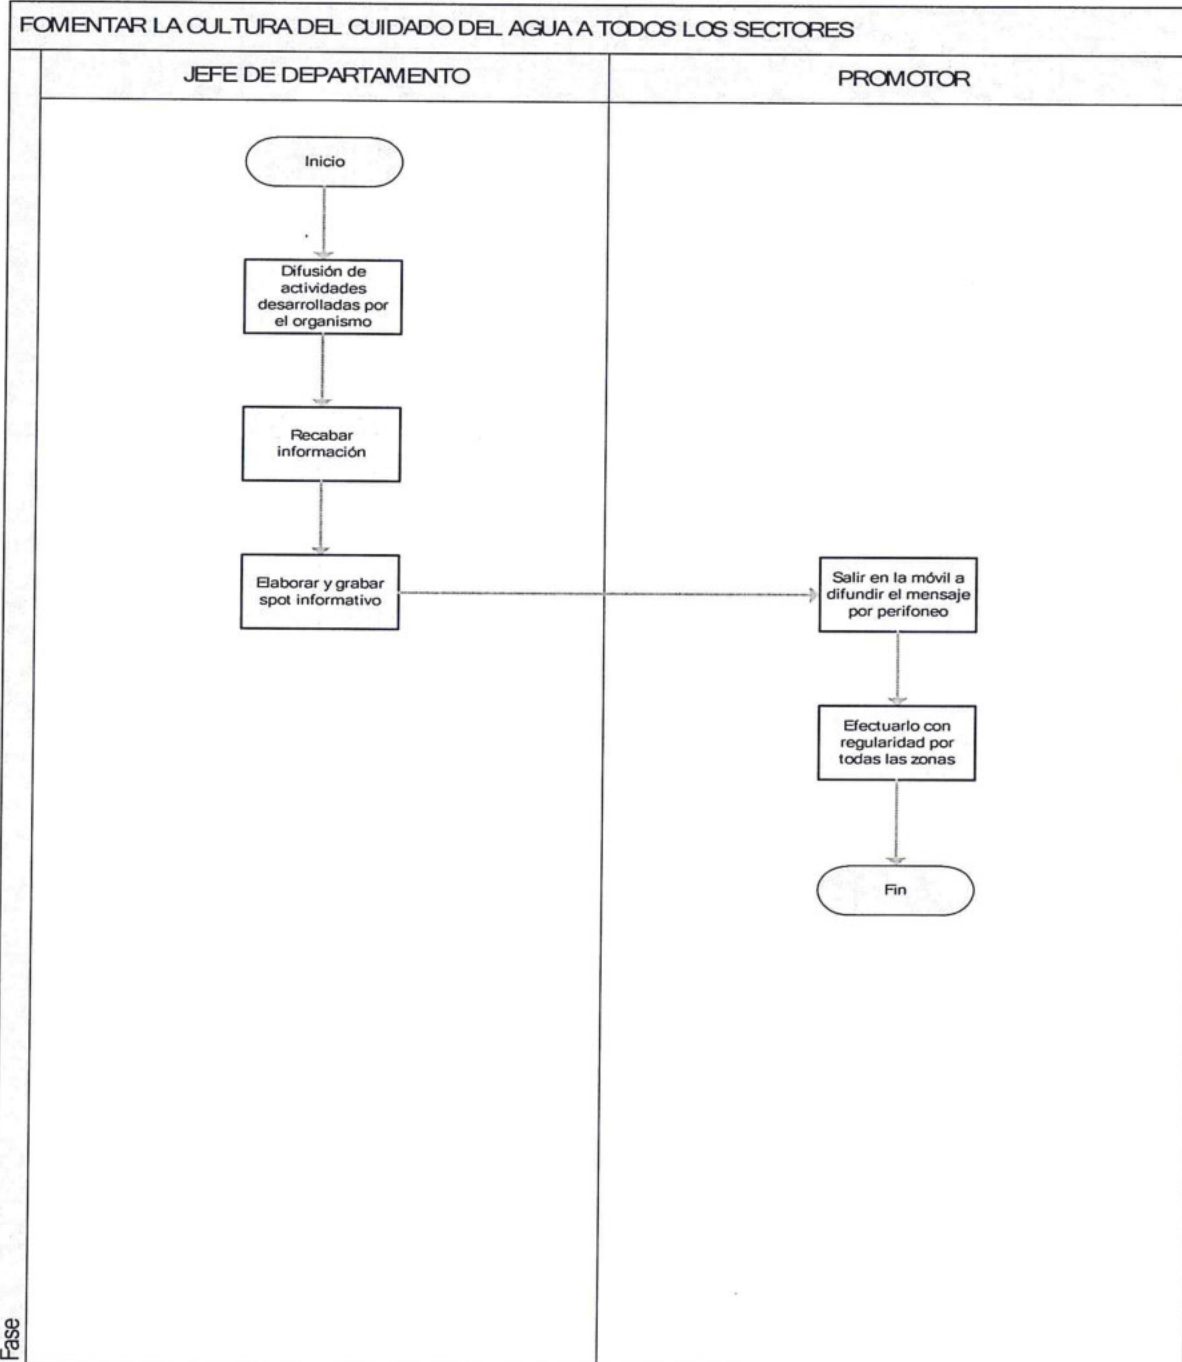 FOMENTAR LA CULTURA DEL CUIDADO DEL AGUA A TODOS LOS SECTORES
JEFE DE DEPARTAMENTO
PROMOTOR
Inicio
Difusión de
actividades
desarrolladas por
el organismo
Recabar
información
Elaborar y grabar
spot informativo
Salir en la móvil a
difundir el mensaje
por perifoneo
Efectuarlo con
regularidad por
todas las zonas
Fin
Fase